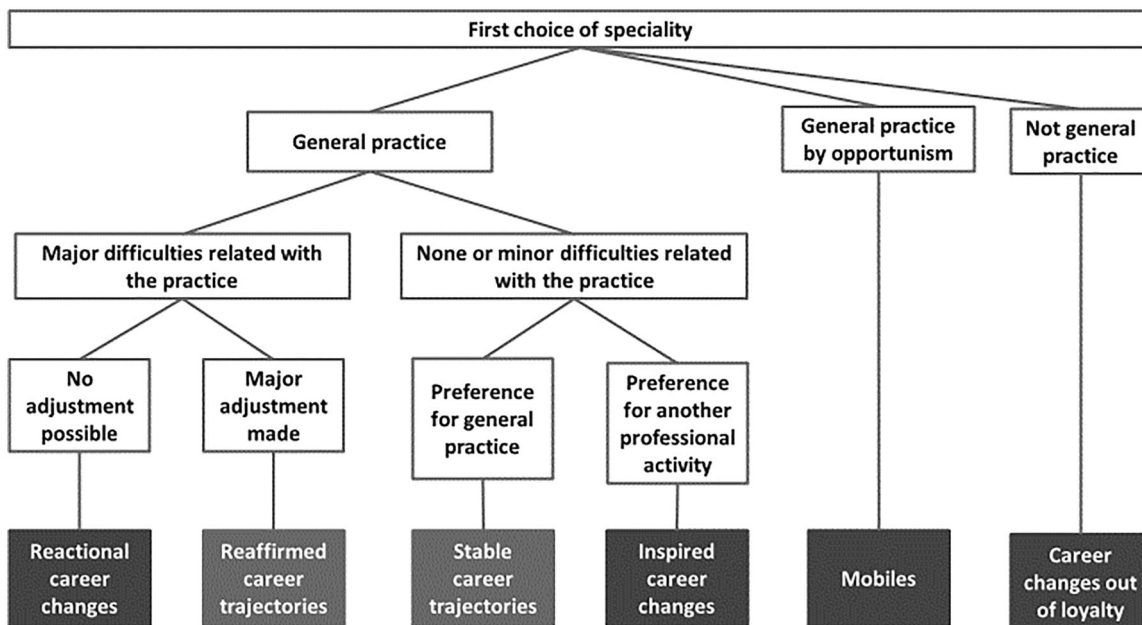 First choice of speciality
General practice
General practice
by opportunism
Not general
practice
Major difficulties related with
the practice
None or minor difficulties related
with the practice
No
adjustment
possible
Major
adjustment
made
Preference
for general
practice
Preference
for another
professional
activity
Reactional
career
changes
Reaffirmed
career
trajectories
Stable
career
trajectories
Inspired
career
changes
Mobiles
Career
changes out
of loyalty